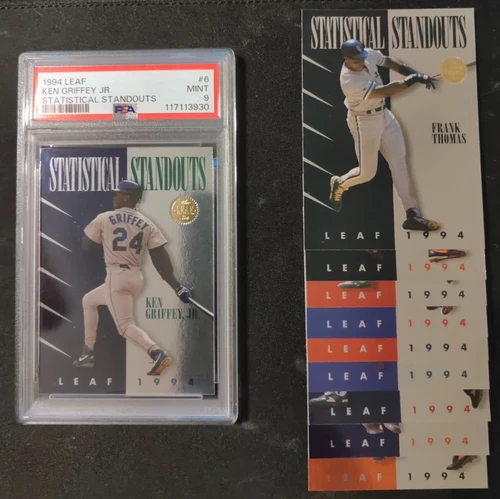 1994 LEAF #6
KEN GRIFFEY JR. MINT
STATISTICAL STANDOUTS 9
PSA 117113930
STATISTICAL STANDOUTS
GRIFFEY
24
KEN
GRIFFEY, JR.
LEAF 1994
STATISTICAL STANDOUTS
FRANK
THOMAS
LEAF 1994
LEAF 1994
LEAF 1994
LEAF 1994
LEAF 1994
LEAF 1994
LEAF 1994
LEAF 1994
LEAF 1994